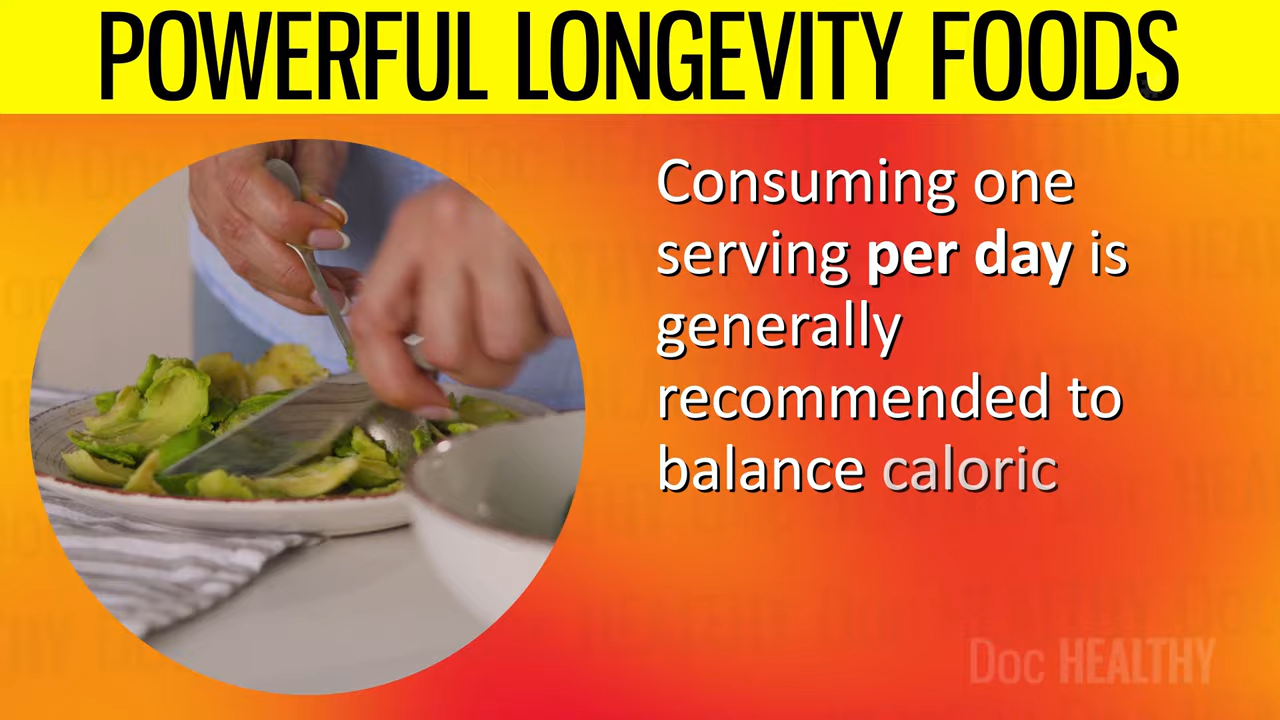 POWERFUL LONGEVITY FOODS
Consuming one
serving per day is
generally
recommended to
balance caloric
Doc HEALTHY